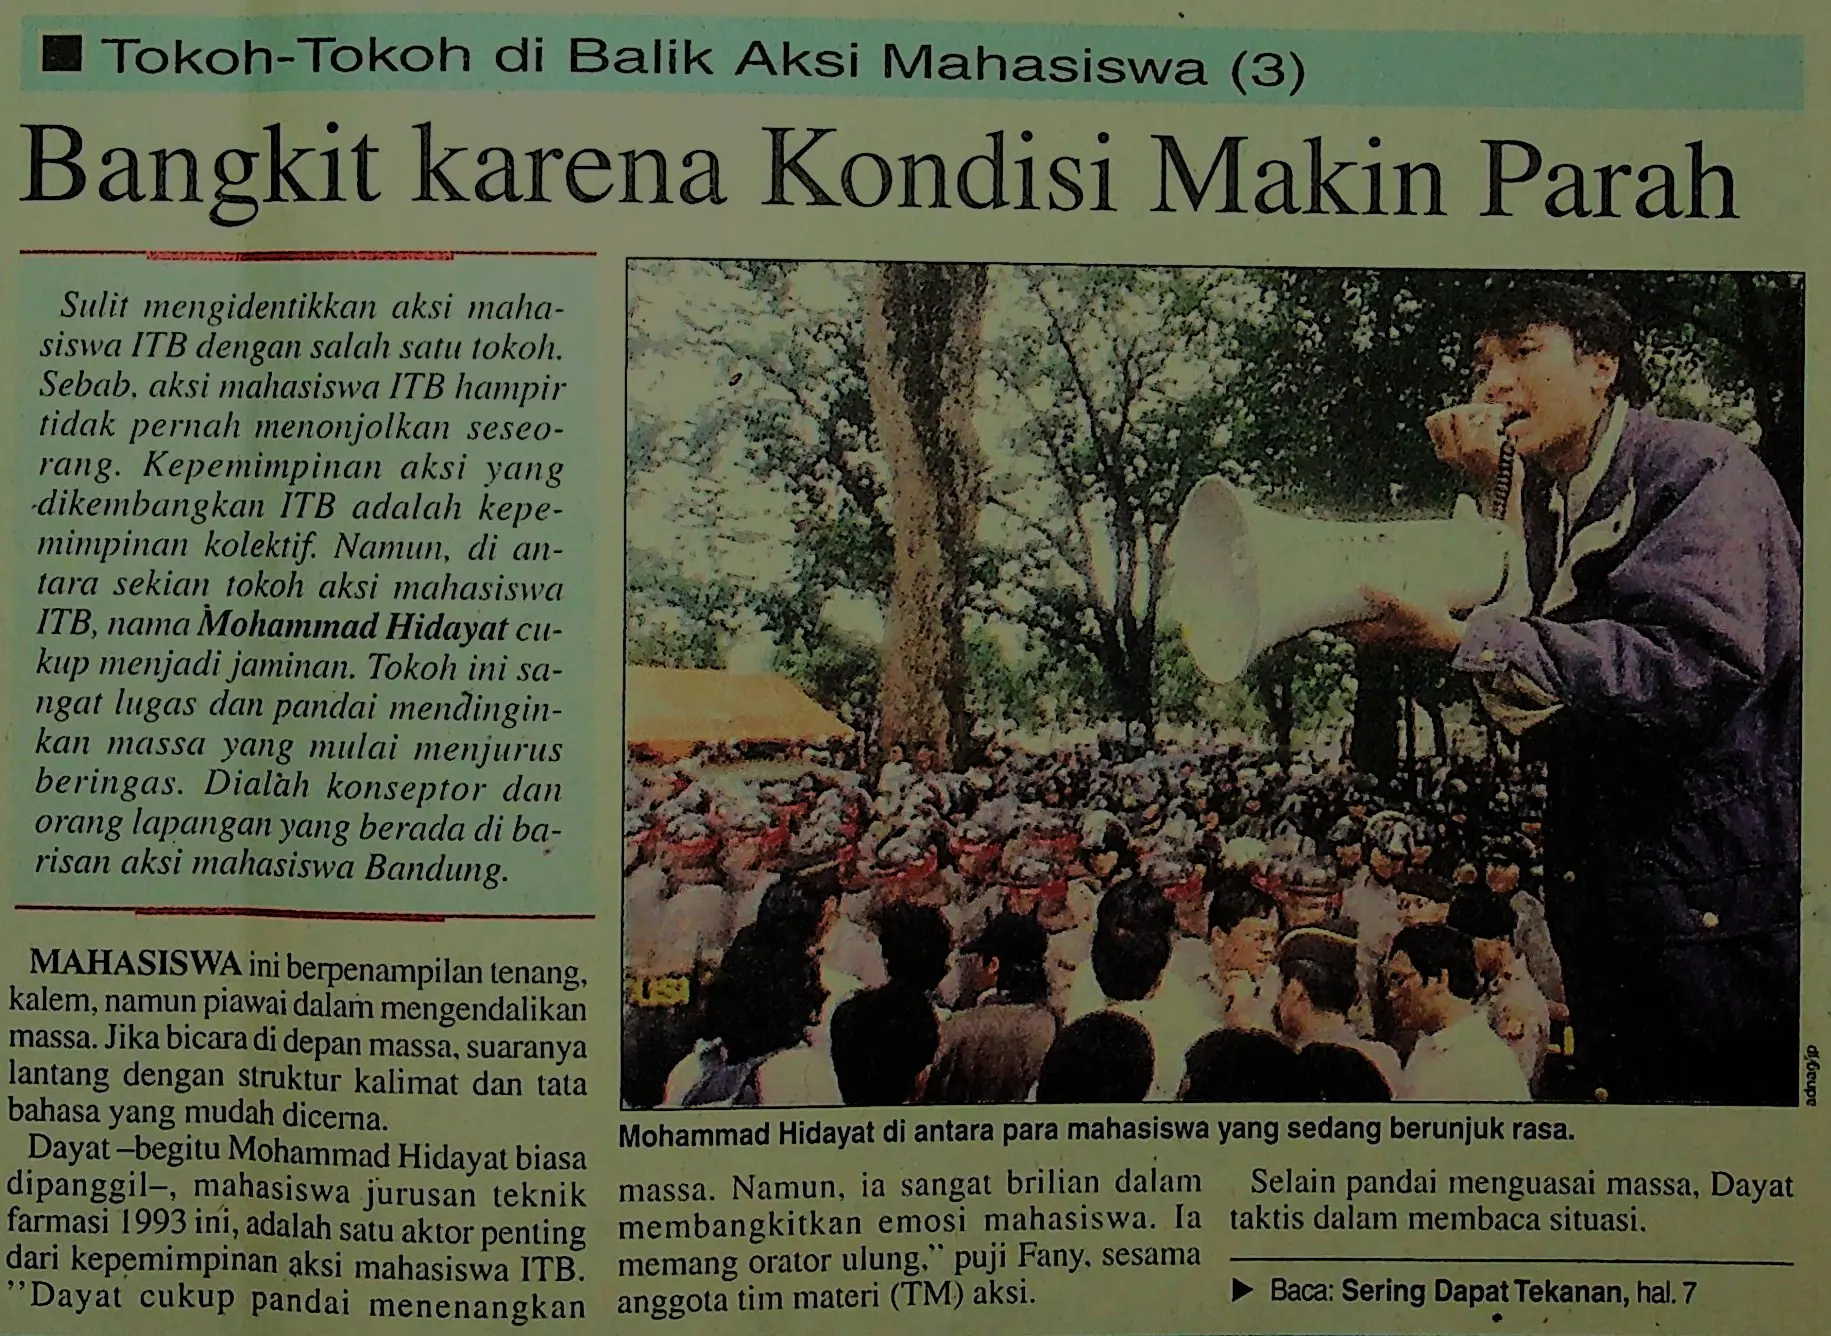 ■ Tokoh-Tokoh di Balik Aksi Mahasiswa (3)
Bangkit karena Kondisi Makin Parah
Sulit mengidentikkan aksi maha-
siswa ITB dengan salah satu tokoh.
Sebab, aksi mahasiswa ITB hampir
tidak pernah menonjolkan seseo-
rang. Kepemimpinan aksi yang
dikembangkan ITB adalah kepe-
mimpinan kolektif. Namun, di an-
tara sekian tokoh aksi mahasiswa
ITB, nama Mohammad Hidayat cu-
kup menjadi jaminan. Tokoh ini sa-
ngat lugas dan pandai mendingin-
kan massa yang mulai menjurus
beringas. Dialah konseptor dan
orang lapangan yang berada di ba-
risan aksi mahasiswa Bandung.
MAHASISWA ini berpenampilan tenang,
kalem, namun piawai dalam mengendalikan
massa. Jika bicara di depan massa, suaranya
lantang dengan struktur kalimat dan tata
bahasa yang mudah dicerna.
Dayat –begitu Mohammad Hidayat biasa
dipanggil–, mahasiswa jurusan teknik
farmasi 1993 ini, adalah satu aktor penting
dari kepemimpinan aksi mahasiswa ITB.
"Dayat cukup pandai menenangkan
adnag/jp
Mohammad Hidayat di antara para mahasiswa yang sedang berunjuk rasa.
massa. Namun, ia sangat brilian dalam
membangkitkan emosi mahasiswa. Ia
memang orator ulung," puji Fany, sesama
anggota tim materi (TM) aksi.
Selain pandai menguasai massa, Dayat
taktis dalam membaca situasi.
▶ Baca: Sering Dapat Tekanan, hal. 7